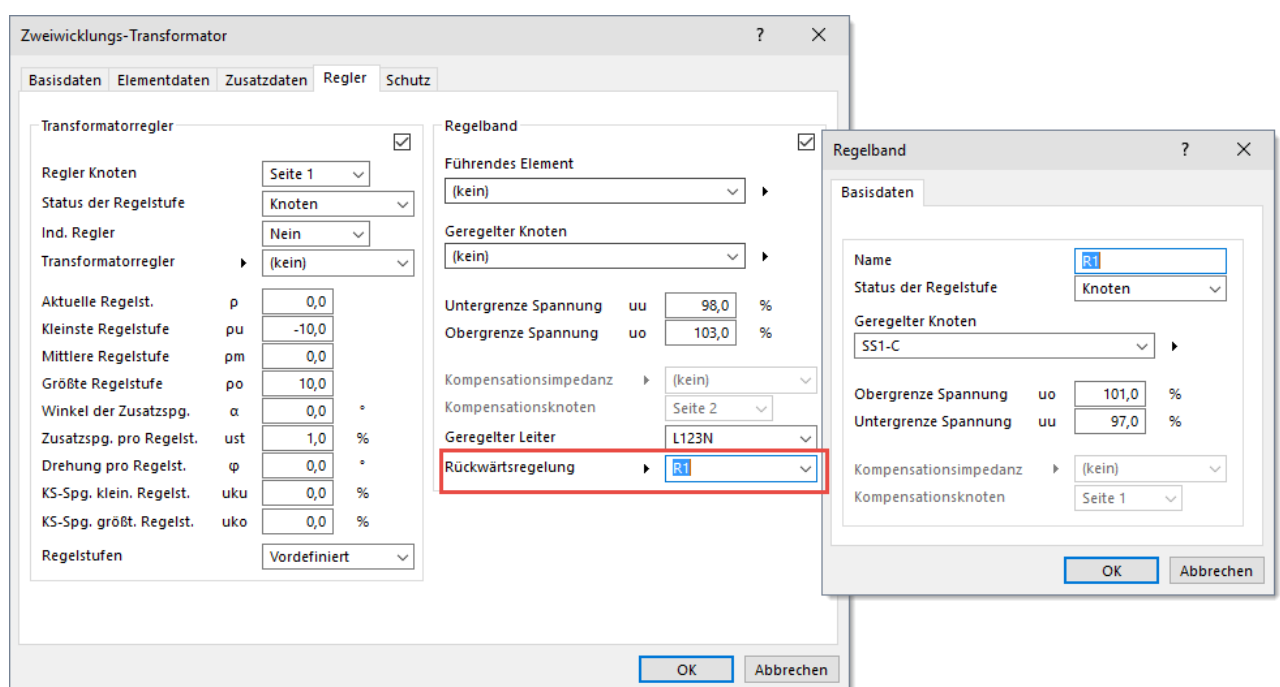 Zweiwicklungs-Transformator ?
Basisdaten Elementdaten Zusatzdaten Regler Schutz
Transformatorregler
Regler Knoten Seite 1
Status der Regelstufe Knoten
Ind. Regler Nein
Transformatorregler (kein)
Aktuelle Regelst. ρ 0,0
Kleinste Regelstufe ρu -10,0
Mittlere Regelstufe ρm 0,0
Größte Regelstufe ρo 10,0
Winkel der Zusatzspg. α 0,0 °
Zusatzspg. pro Regelst. ust 1,0 %
Drehung pro Regelst. φ 0,0 °
KS-Spg. klein. Regelst. uku 0,0 %
KS-Spg. größt. Regelst. uko 0,0 %
Regelstufen Vordefiniert
Regelband
Führendes Element
(kein)
Geregelter Knoten
(kein)
Untergrenze Spannung uu 98,0 %
Obergrenze Spannung uo 103,0 %
Kompensationsimpedanz (kein)
Kompensationsknoten Seite 2
Geregelter Leiter L123N
Rückwärtsregelung R1
OK Abbrechen
Regelband ?
Basisdaten
Name R1
Status der Regelstufe Knoten
Geregelter Knoten
SS1-C
Obergrenze Spannung uo 101,0 %
Untergrenze Spannung uu 97,0 %
Kompensationsimpedanz (kein)
Kompensationsknoten Seite 1
OK Abbrechen